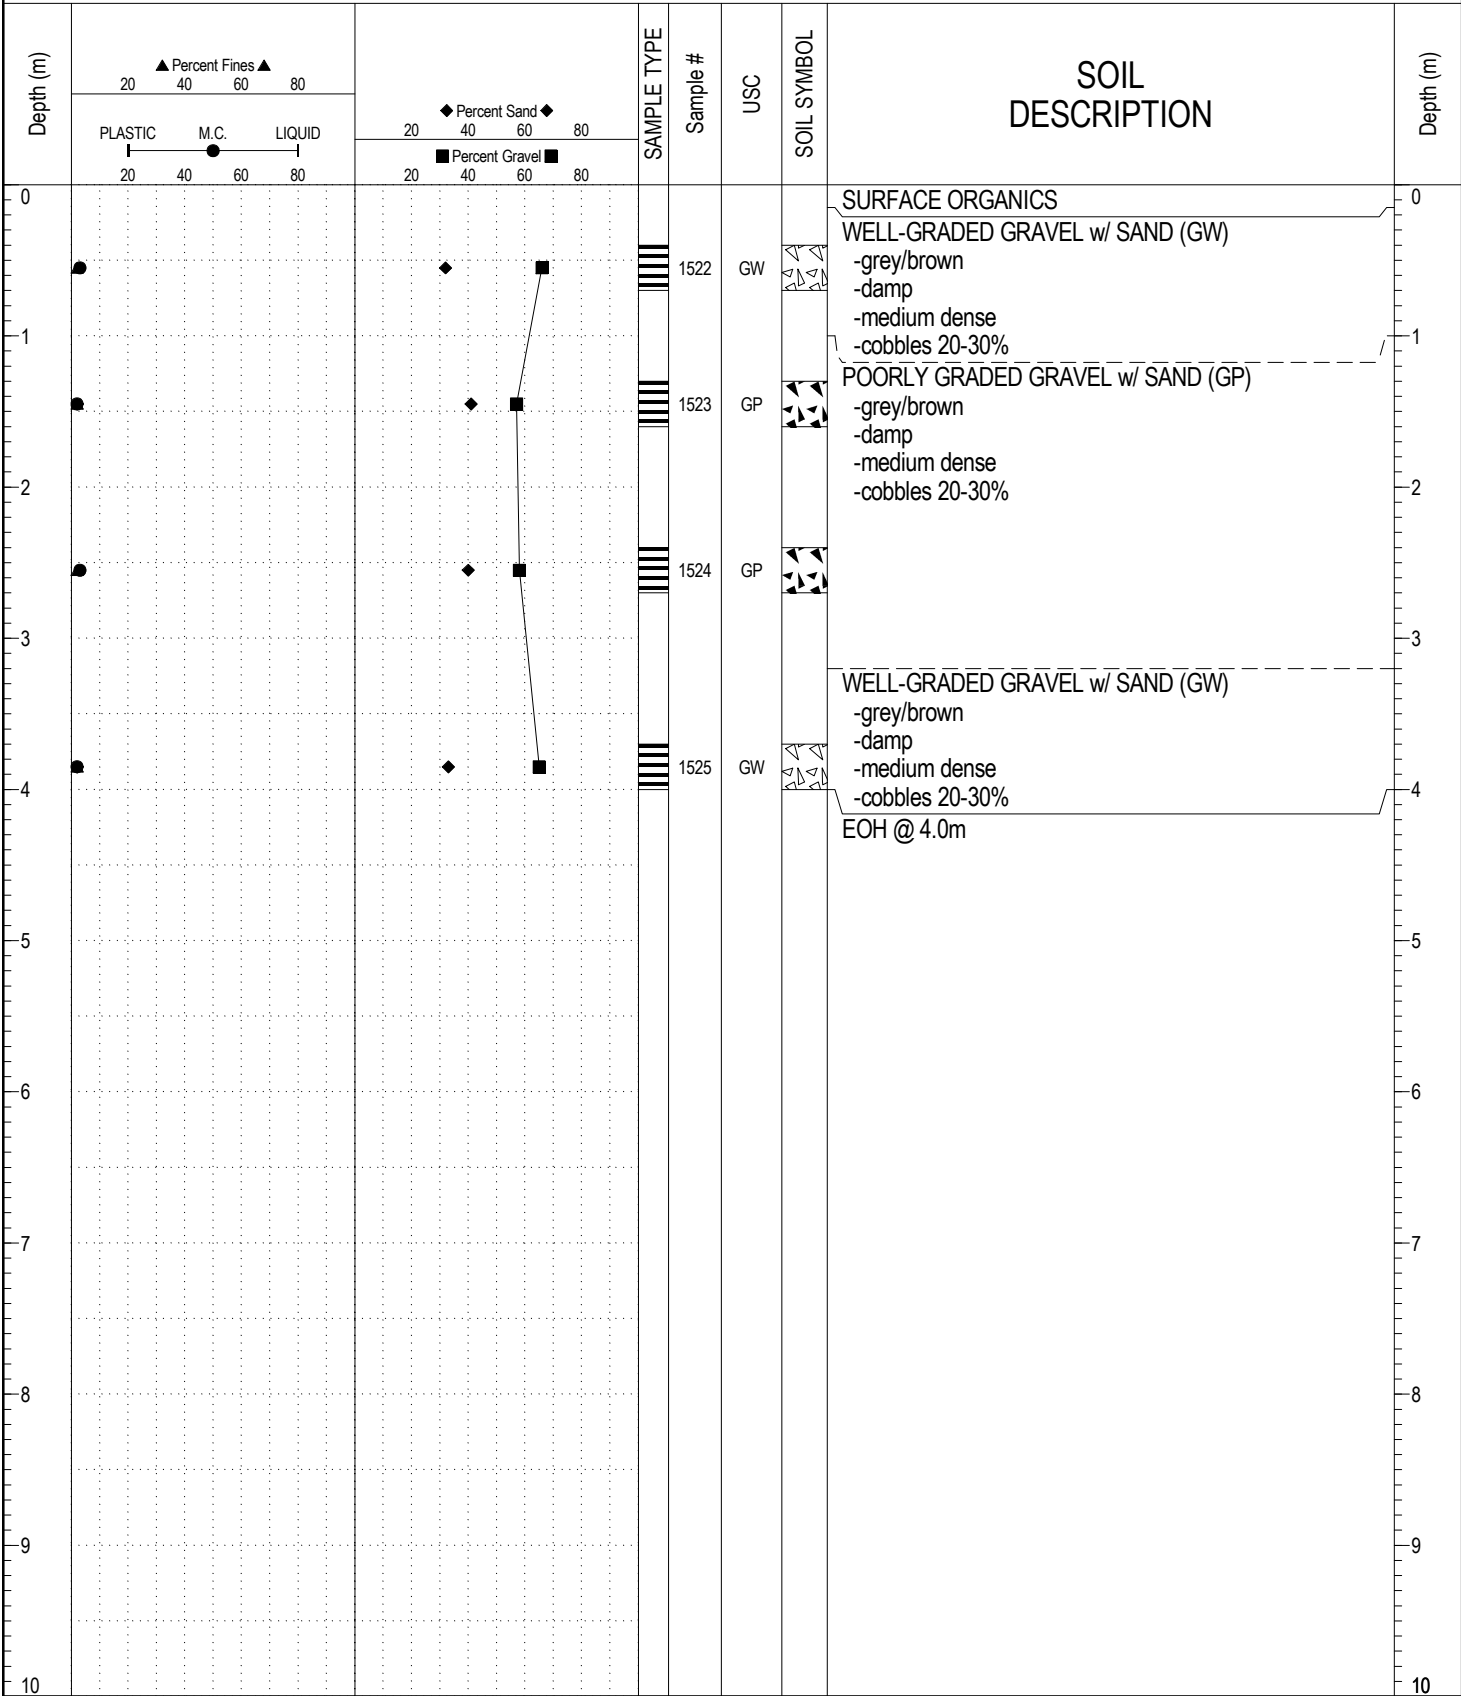 Depth (m)
▲ Percent Fines ▲
20 40 60 80
PLASTIC M.C. LIQUID
20 40 60 80
◆ Percent Sand ◆
20 40 60 80
■ Percent Gravel ■
20 40 60 80
SAMPLE TYPE
Sample #
USC
SOIL SYMBOL
SOIL
DESCRIPTION
Depth (m)
0 SURFACE ORGANICS 0
WELL-GRADED GRAVEL w/ SAND (GW)
-grey/brown
1522 GW
-damp
-medium dense
1 1
-cobbles 20-30%
POORLY GRADED GRAVEL w/ SAND (GP)
1523 GP
-grey/brown
-damp
-medium dense
2 -cobbles 20-30% 2
1524 GP
3 3
WELL-GRADED GRAVEL w/ SAND (GW)
-grey/brown
-damp
1525 GW -medium dense
4 4
-cobbles 20-30%
EOH @ 4.0m
5 5
6 6
7 7
8 8
9 9
10 10